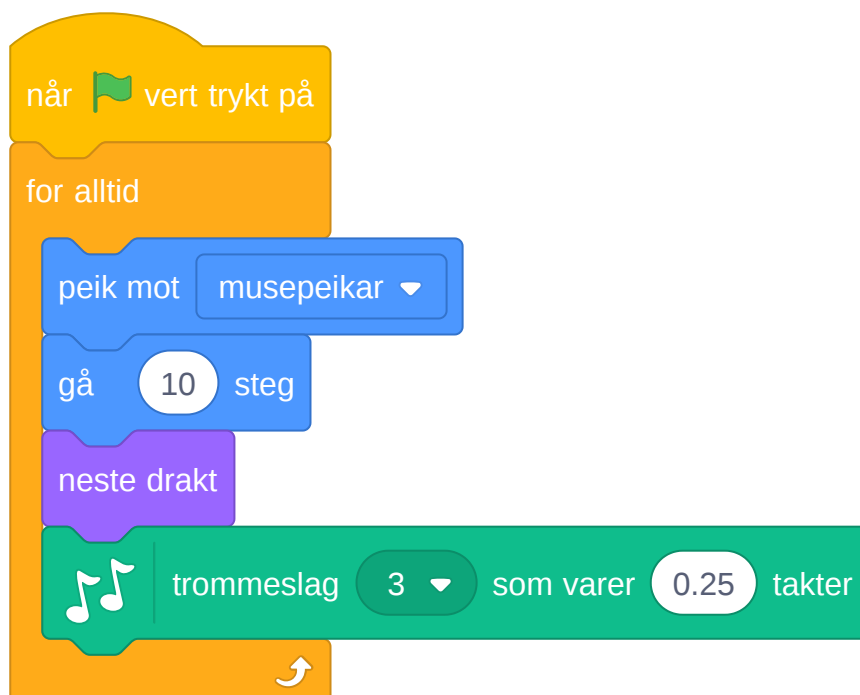 når vert trykt på
for alltid
peik mot musepeikar
gå 10 steg
neste drakt
trommeslag 3 som varer 0.25 takter